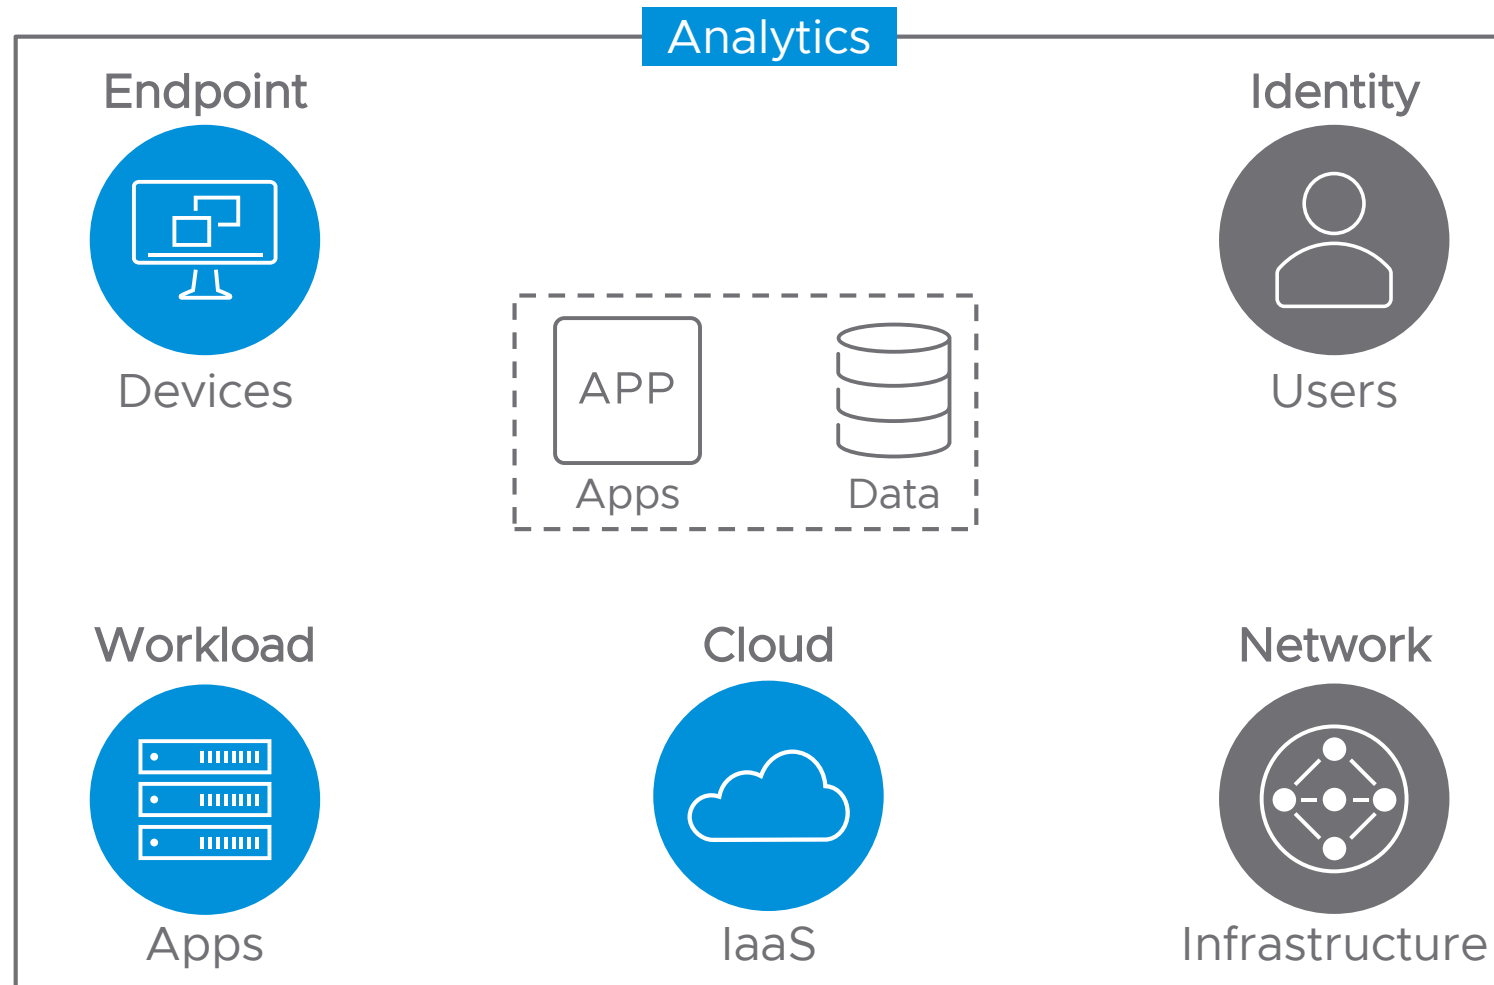 Analytics
Endpoint
Identity
Devices
Users
APP
Apps
Data
Workload
Cloud
Network
Apps
IaaS
Infrastructure